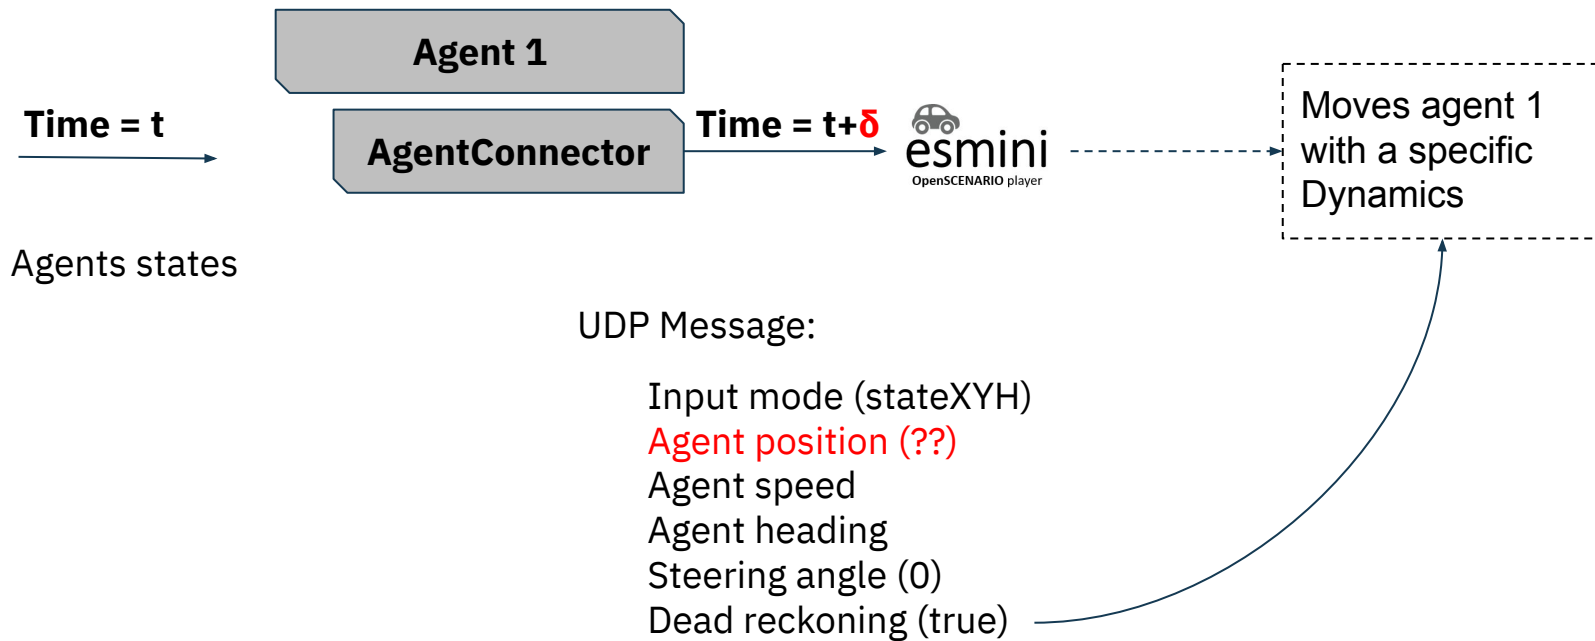 Agent 1
Time = t
AgentConnector
Time = t+δ
esmini
OpenSCENARIO player
Moves agent 1
with a specific
Dynamics
Agents states
UDP Message:
Input mode (stateXYH)
Agent position (??)
Agent speed
Agent heading
Steering angle (0)
Dead reckoning (true)